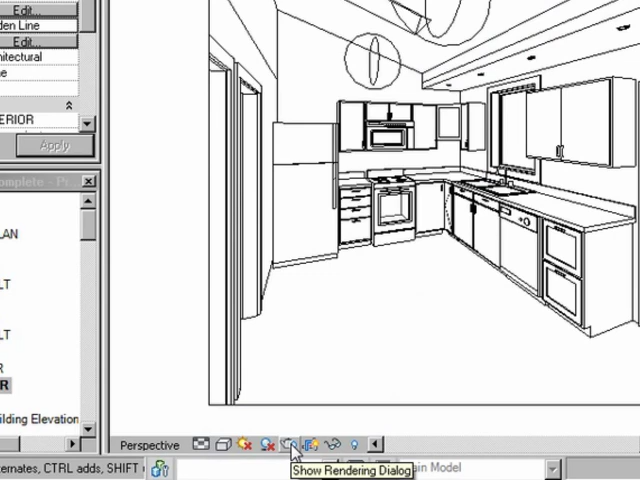 Edit...
den Line
Edit...
hitectural
e
ERIOR
Apply
omplete - P
LAN
LT
LT
R
R
ilding Elevation
Perspective
ternates, CTRL adds, SHIFT
ain Model
Show Rendering Dialog